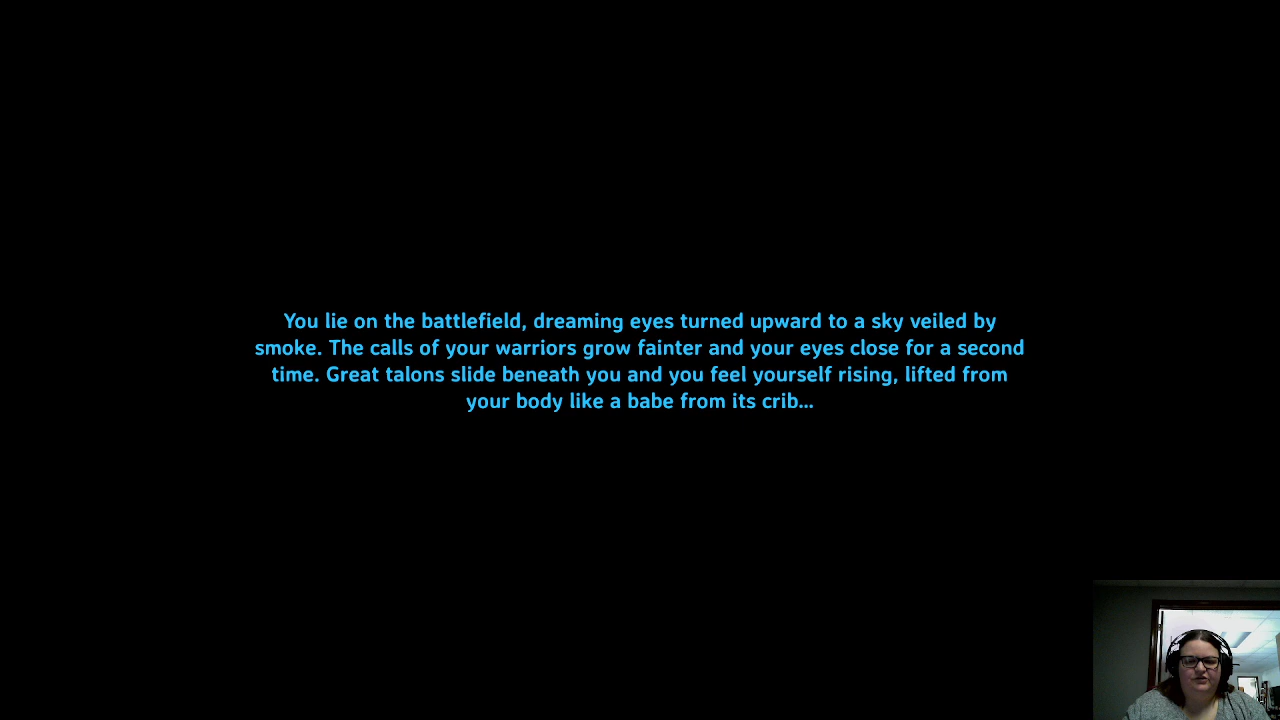 You lie on the battlefield, dreaming eyes turned upward to a sky veiled by
smoke. The calls of your warriors grow fainter and your eyes close for a second
time. Great talons slide beneath you and you feel yourself rising, lifted from
your body like a babe from its crib...